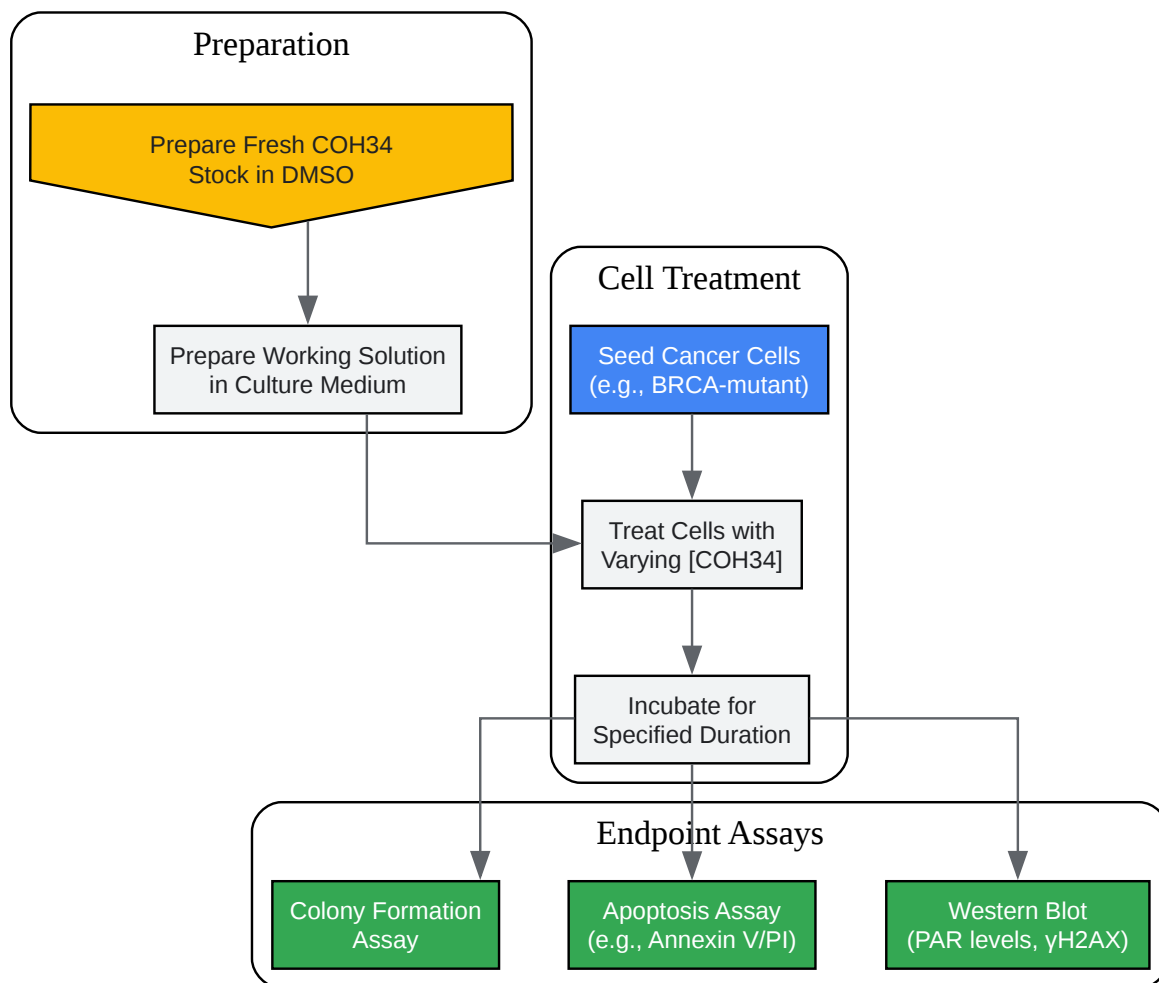 Preparation
Prepare Fresh COH34
Stock in DMSO
Prepare Working Solution
in Culture Medium
Cell Treatment
Seed Cancer Cells
(e.g., BRCA-mutant)
Treat Cells with
Varying [COH34]
Incubate for
Specified Duration
Endpoint Assays
Colony Formation
Assay
Apoptosis Assay
(e.g., Annexin V/PI)
Western Blot
(PAR levels, γH2AX)